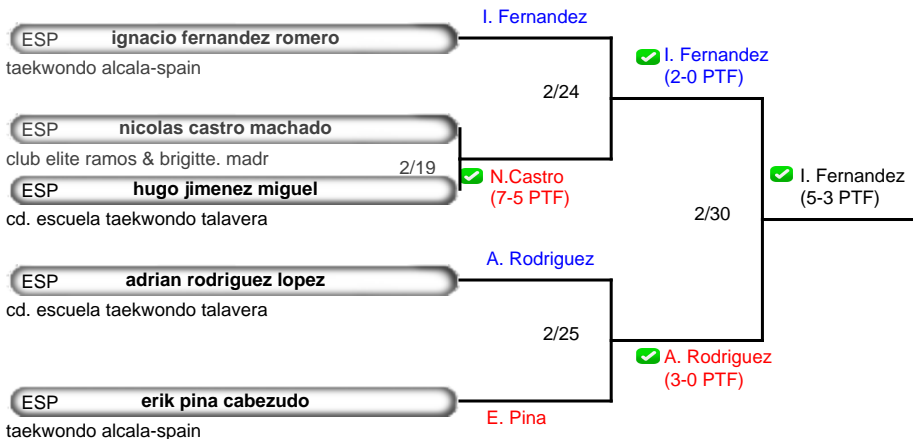 I. Fernandez
ESP ignacio fernandez romero
taekwondo alcala-spain
I. Fernandez
(2-0 PTF)
2/24
ESP nicolas castro machado
club elite ramos & brigitte. madr
2/19
N.Castro
(7-5 PTF)
ESP hugo jimenez miguel
cd. escuela taekwondo talavera
I. Fernandez
(5-3 PTF)
2/30
A. Rodriguez
ESP adrian rodriguez lopez
cd. escuela taekwondo talavera
2/25
A. Rodriguez
(3-0 PTF)
ESP erik pina cabezudo
E. Pina
taekwondo alcala-spain